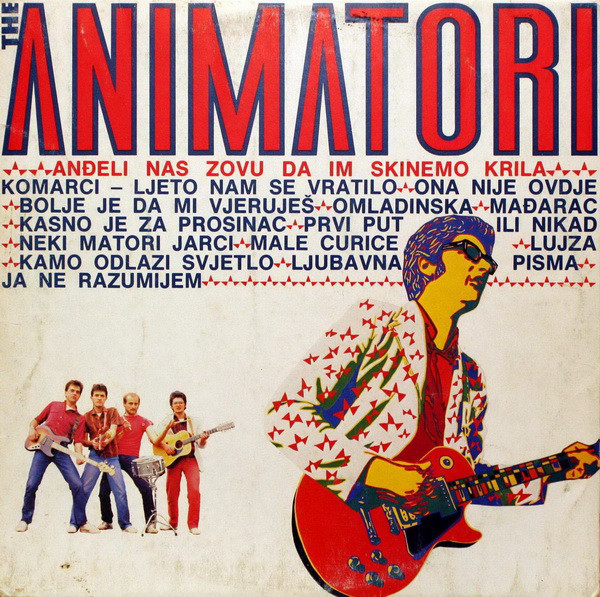 THE
ANIMATORI
ANĐELI NAS ZOVU DA IM SKINEMO KRILA
KOMARCI – LJETO NAM SE VRATILO ONA NIJE OVDJE
BOLJE JE DA MI VJERUJEŠ OMLADINSKA MAĐARAC
KASNO JE ZA PROSINAC PRVI PUT ILI NIKAD
NEKI MATORI JARCI MALE CURICE LUJZA
KAMO ODLAZI SVJETLO LJUBAVNA PISMA
JA NE RAZUMIJEM